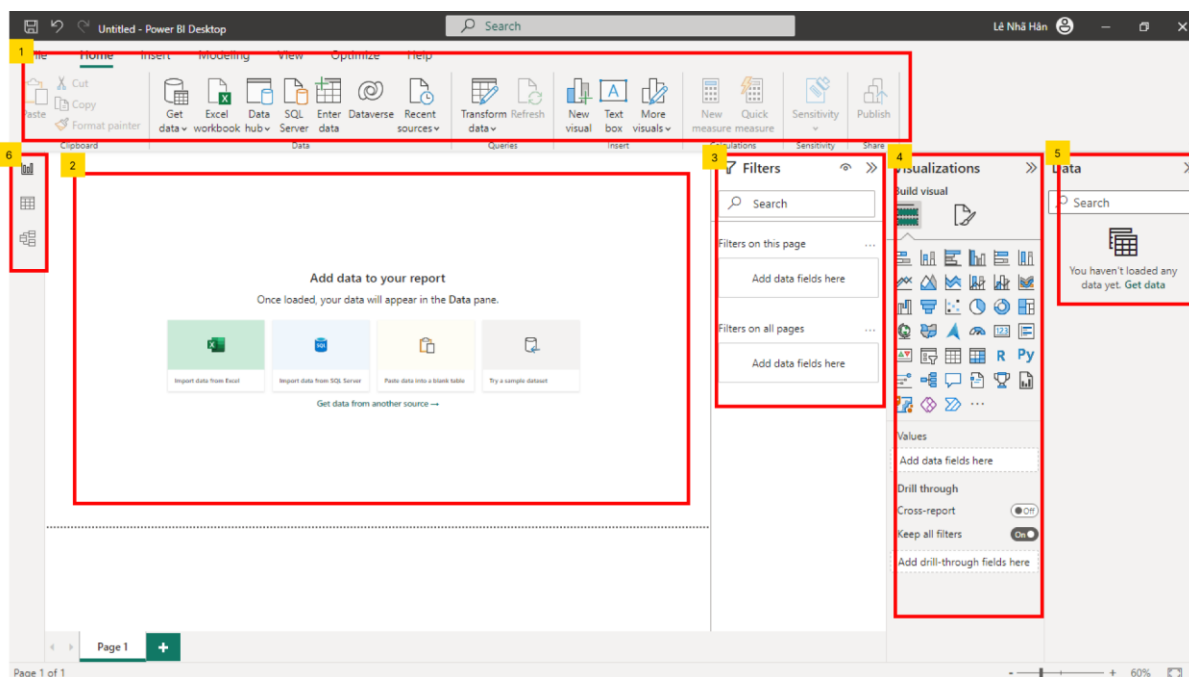 Untitled - Power BI Desktop
Search
Lê Nhã Hân
1
Home Insert Modeling View Optimize Help
Paste
Cut
Copy
Format painter
Clipboard
Get data
Excel workbook
Data hub
SQL Server
Enter data
Dataverse
Recent sources
Data
Transform data
Refresh
Queries
New visual
Text box
More visuals
Insert
New measure
Quick measure
Calculations
Sensitivity
Sensitivity
Publish
Share
6
2
Add data to your report
Once loaded, your data will appear in the Data pane.
Import data from Excel
Import data from SQL Server
Paste data into a blank table
Try a sample dataset
Get data from another source →
3
Filters
Search
Filters on this page
...
Add data fields here
Filters on all pages
...
Add data fields here
4
Visualizations
Build visual
123
R Py
...
Values
Add data fields here
Drill through
Cross-report
Off
Keep all filters
On
Add drill-through fields here
5
Data
Search
You haven't loaded any
data yet. Get data
Page 1
+
Page 1 of 1
- + 60%